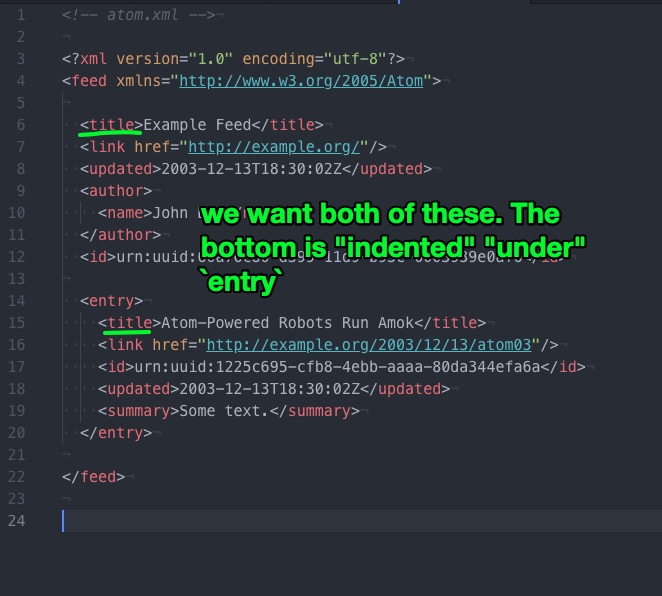 1 <!-- atom.xml -->
2
3 <?xml version="1.0" encoding="utf-8"?>
4 <feed xmlns="http://www.w3.org/2005/Atom">
5
6 <title>Example Feed</title>
7 <link href="http://example.org/"/>
8 <updated>2003-12-13T18:30:02Z</updated>
9 <author>
10 <name>John
we want both of these. The
11 </author>
bottom is "indented" "under"
12 <id>urn:uuid:
`entry`
13
14 <entry>
15 <title>Atom-Powered Robots Run Amok</title>
16 <link href="http://example.org/2003/12/13/atom03"/>
17 <id>urn:uuid:1225c695-cfb8-4ebb-aaaa-80da344efa6a</id>
18 <updated>2003-12-13T18:30:02Z</updated>
19 <summary>Some text.</summary>
20 </entry>
21
22 </feed>
23
24